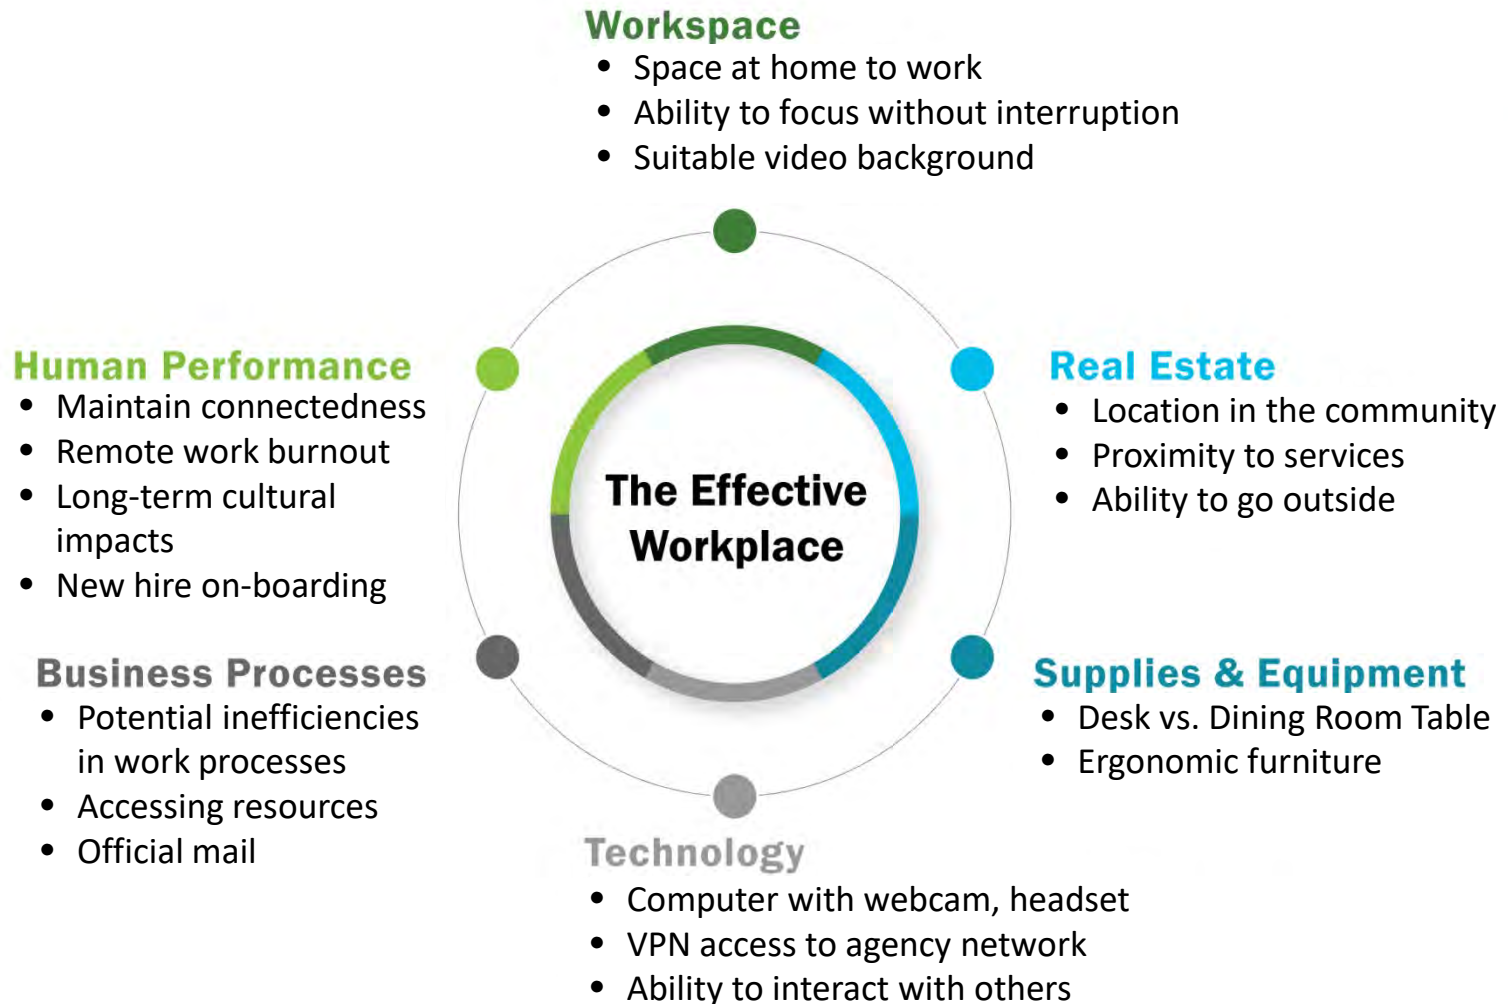 Workspace
• Space at home to work
• Ability to focus without interruption
• Suitable video background
Human Performance
• Maintain connectedness
• Remote work burnout
• Long-term cultural
impacts
• New hire on-boarding
The Effective
Workplace
Real Estate
• Location in the community
• Proximity to services
• Ability to go outside
Business Processes
• Potential inefficiencies
in work processes
• Accessing resources
• Official mail
Supplies & Equipment
• Desk vs. Dining Room Table
• Ergonomic furniture
Technology
• Computer with webcam, headset
• VPN access to agency network
• Ability to interact with others